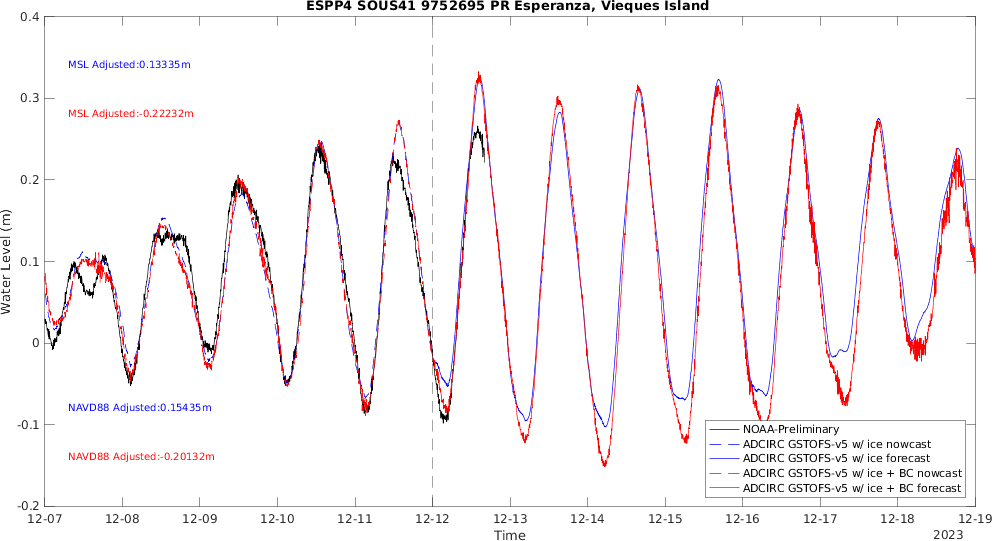 ESPP4 SOUS41 9752695 PR Esperanza, Vieques Island
0.4
0.3
0.2
0.1
0
-0.1
-0.2
Water Level (m)
MSL Adjusted:0.13335m
MSL Adjusted:-0.22232m
NAVD88 Adjusted:0.15435m
NAVD88 Adjusted:-0.20132m
NOAA-Preliminary
ADCIRC GSTOFS-v5 w/ ice nowcast
ADCIRC GSTOFS-v5 w/ ice forecast
ADCIRC GSTOFS-v5 w/ ice + BC nowcast
ADCIRC GSTOFS-v5 w/ ice + BC forecast
12-07 12-08 12-09 12-10 12-11 12-12 12-13 12-14 12-15 12-16 12-17 12-18 12-19
Time
2023